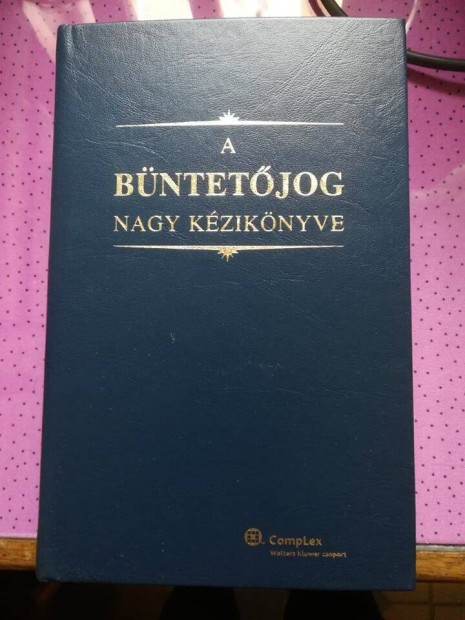 A
BÜNTETŐJOG
NAGY KÉZIKÖNYVE
CompLex
Wolters Kluwer csoport